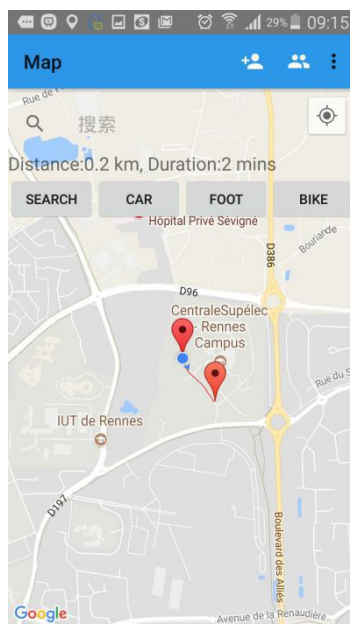 29% 09:15
Map
Rue de
搜索
Distance:0.2 km, Duration:2 mins
SEARCH CAR FOOT BIKE
Hôpital Privé Sévigné
D386
Bourlande
D96
CentraleSupélec
- Rennes
Campus
Rue du S
IUT de
Rennes
D197
Boulevard des Alliés
Google
Avenue de la Renaudière